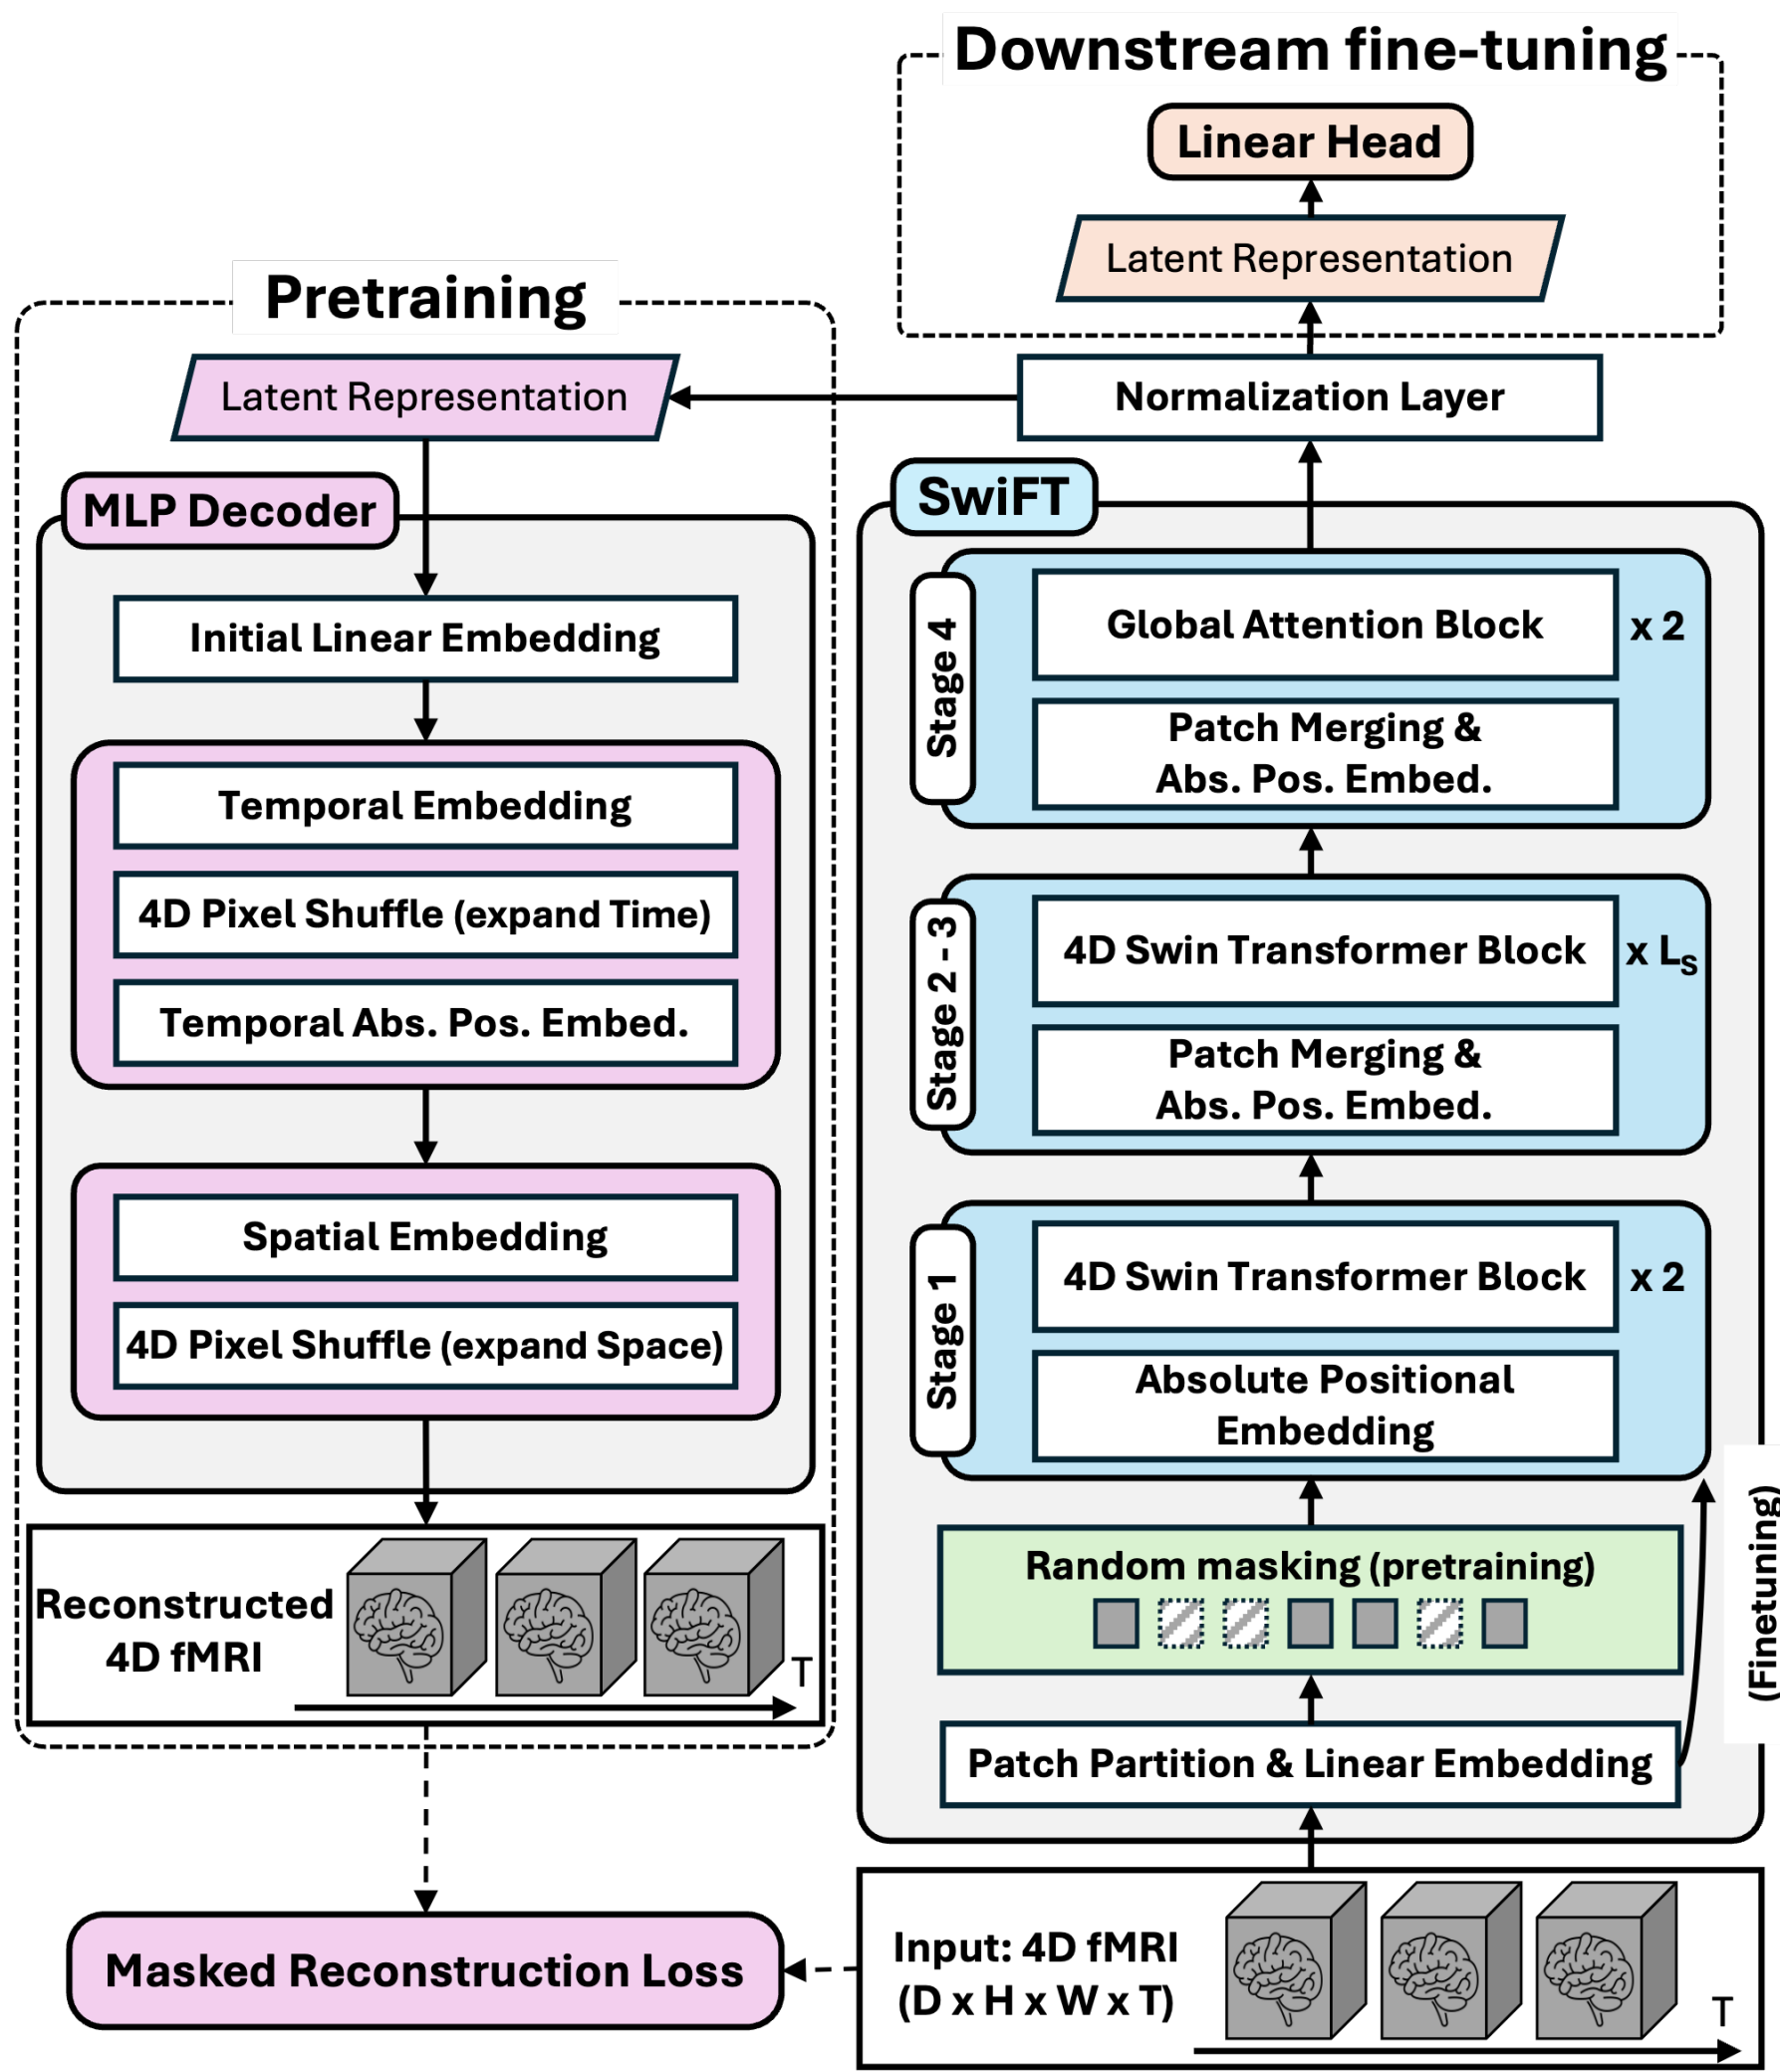 Downstream fine-tuning
Linear Head
Latent Representation
Pretraining
Latent Representation
Normalization Layer
MLP Decoder
Initial Linear Embedding
Temporal Embedding
4D Pixel Shuffle (expand Time)
Temporal Abs. Pos. Embed.
Spatial Embedding
4D Pixel Shuffle (expand Space)
Reconstructed
4D fMRI
T
Masked Reconstruction Loss
SwiFT
Stage 4
Global Attention Block
x 2
Patch Merging &
Abs. Pos. Embed.
Stage 2 - 3
4D Swin Transformer Block
x Ls
Patch Merging &
Abs. Pos. Embed.
Stage 1
4D Swin Transformer Block
x 2
Absolute Positional
Embedding
Random masking (pretraining)
(Finetuning)
Patch Partition & Linear Embedding
Input: 4D fMRI
(D x H x W x T)
T